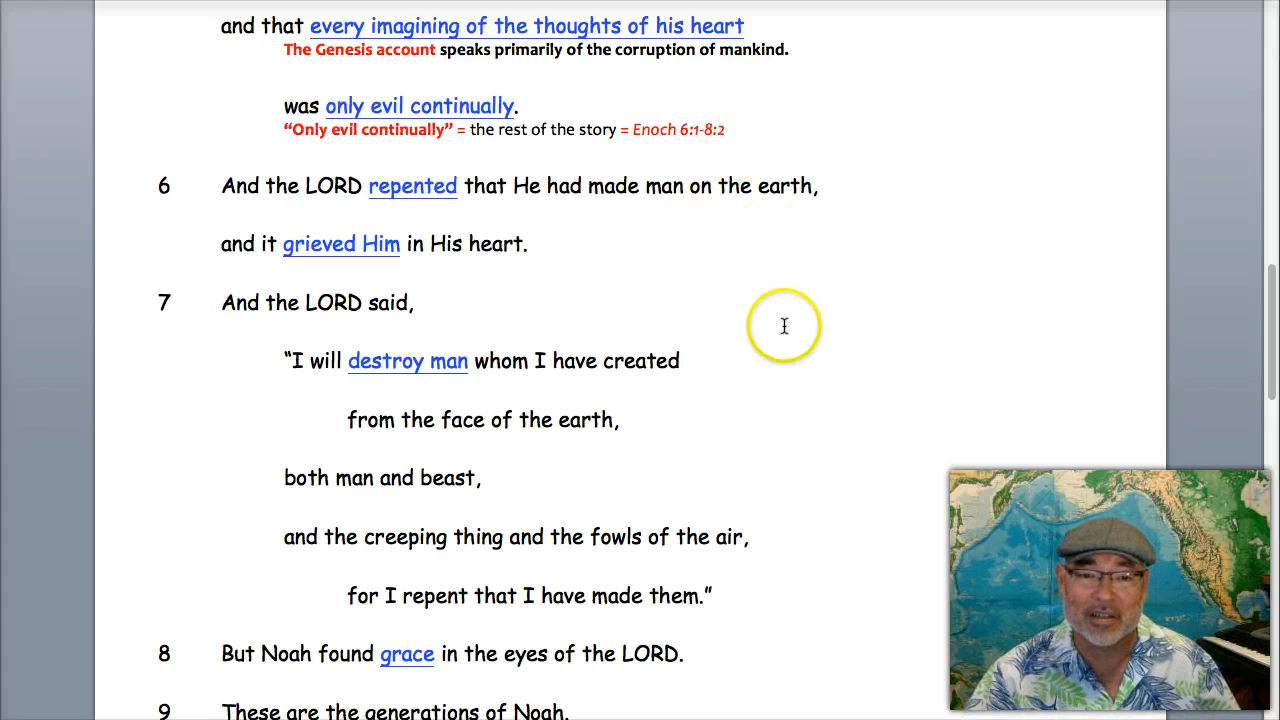 and that every imagining of the thoughts of his heart
The Genesis account speaks primarily of the corruption of mankind.
was only evil continually.
“Only evil continually” = the rest of the story = Enoch 6:1-8:2
6 And the LORD repented that He had made man on the earth,
and it grieved Him in His heart.
7 And the LORD said,
“I will destroy man whom I have created
from the face of the earth,
both man and beast,
and the creeping thing and the fowls of the air,
for I repent that I have made them.”
8 But Noah found grace in the eyes of the LORD.
9 These are the generations of Noah.